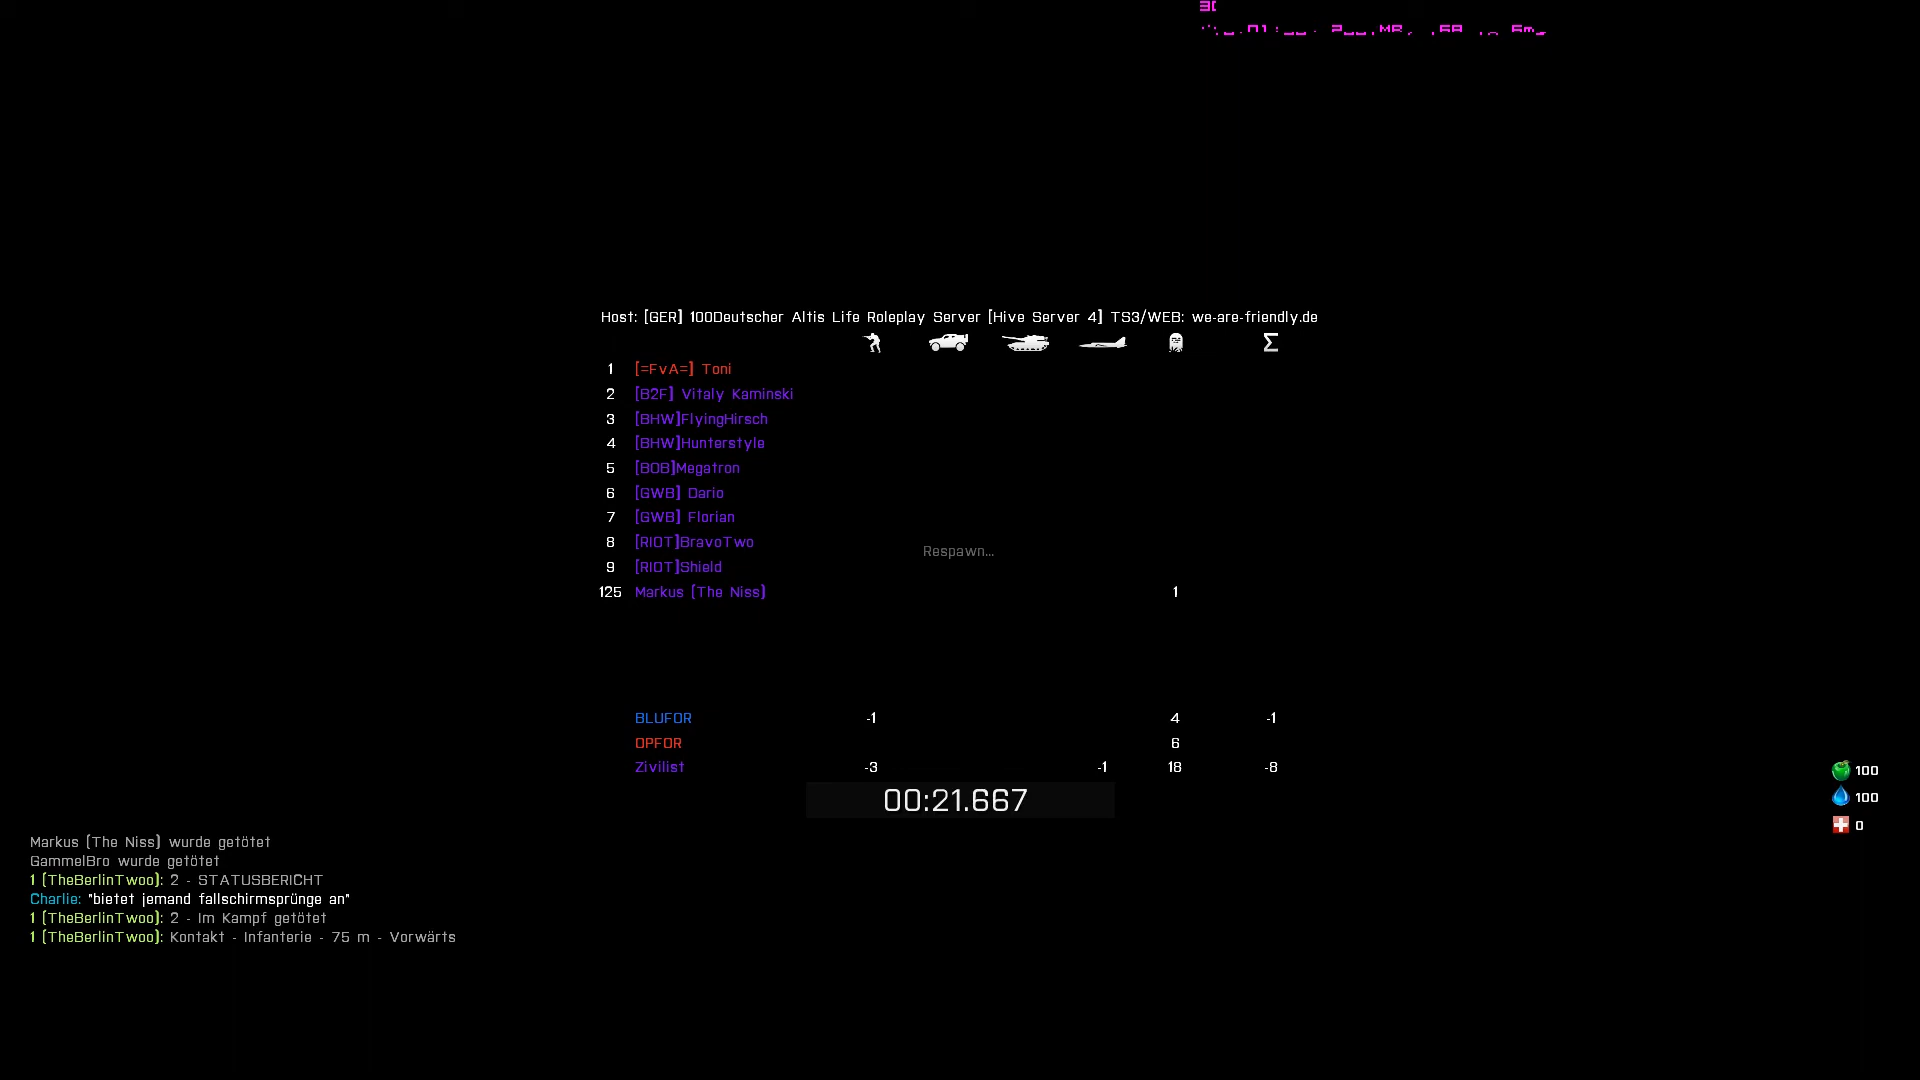 Host: [GER] 100Deutscher Altis Life Roleplay Server [Hive Server 4] TS3/WEB: we-are-friendly.de
Σ
1 [=FvA=] Toni
2 [B2F] Vitaly Kaminski
3 [BHW]FlyingHirsch
4 [BHW]Hunterstyle
5 [BOB]Megatron
6 [GWB] Dario
7 [GWB] Florian
8 [RIOT]BravoTwo
Respawn...
9 [RIOT]Shield
125 Markus (The Niss) 1
BLUFOR -1 4 -1
OPFOR 6
Zivilist -3 -1 18 -8
00:21.667
100
100
0
Markus (The Niss) wurde getötet
GammelBro wurde getötet
1 (TheBerlinTwoo): 2 - STATUSBERICHT
Charlie: "bietet jemand fallschirmsprünge an"
1 (TheBerlinTwoo): 2 - Im Kampf getötet
1 (TheBerlinTwoo): Kontakt - Infanterie - 75 m - Vorwärts